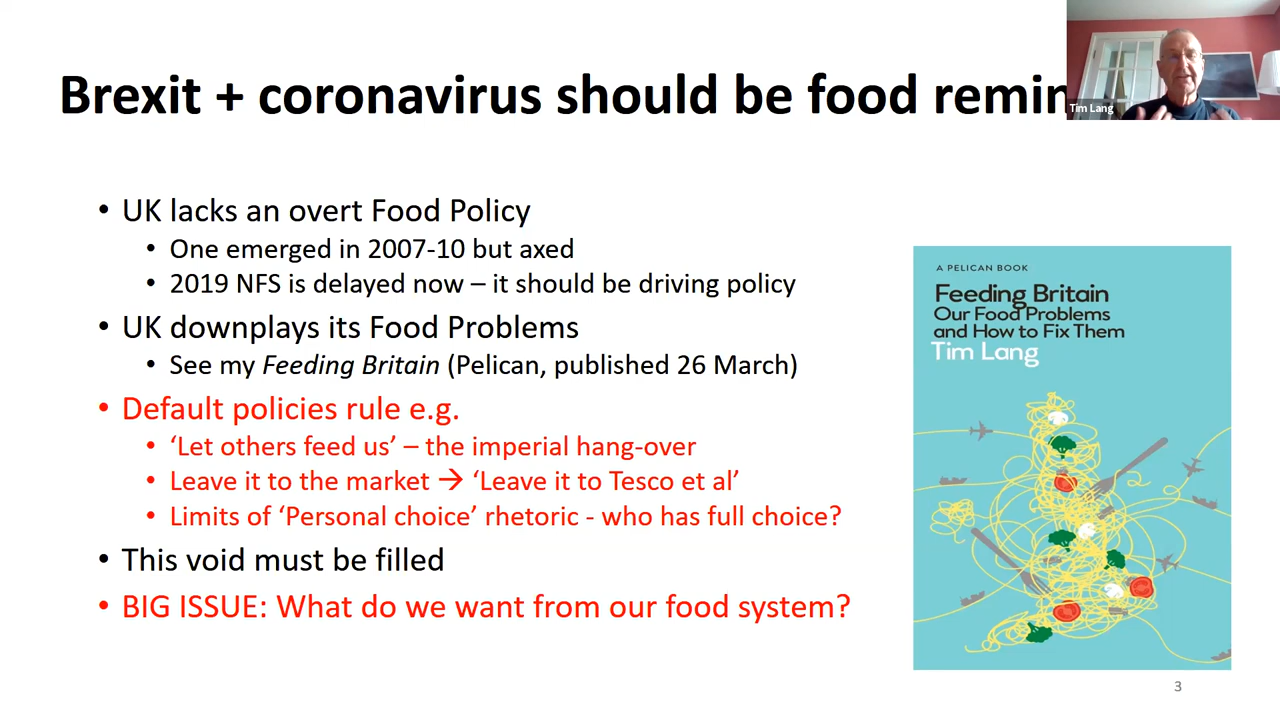 Brexit + coronavirus should be food remin
Tim Lang
• UK lacks an overt Food Policy
• One emerged in 2007-10 but axed
• 2019 NFS is delayed now – it should be driving policy
• UK downplays its Food Problems
• See my Feeding Britain (Pelican, published 26 March)
• Default policies rule e.g.
• ‘Let others feed us’ – the imperial hang-over
• Leave it to the market → ‘Leave it to Tesco et al’
• Limits of ‘Personal choice’ rhetoric - who has full choice?
• This void must be filled
• BIG ISSUE: What do we want from our food system?
A PELICAN BOOK
Feeding Britain
Our Food Problems
and How to Fix Them
Tim Lang
3